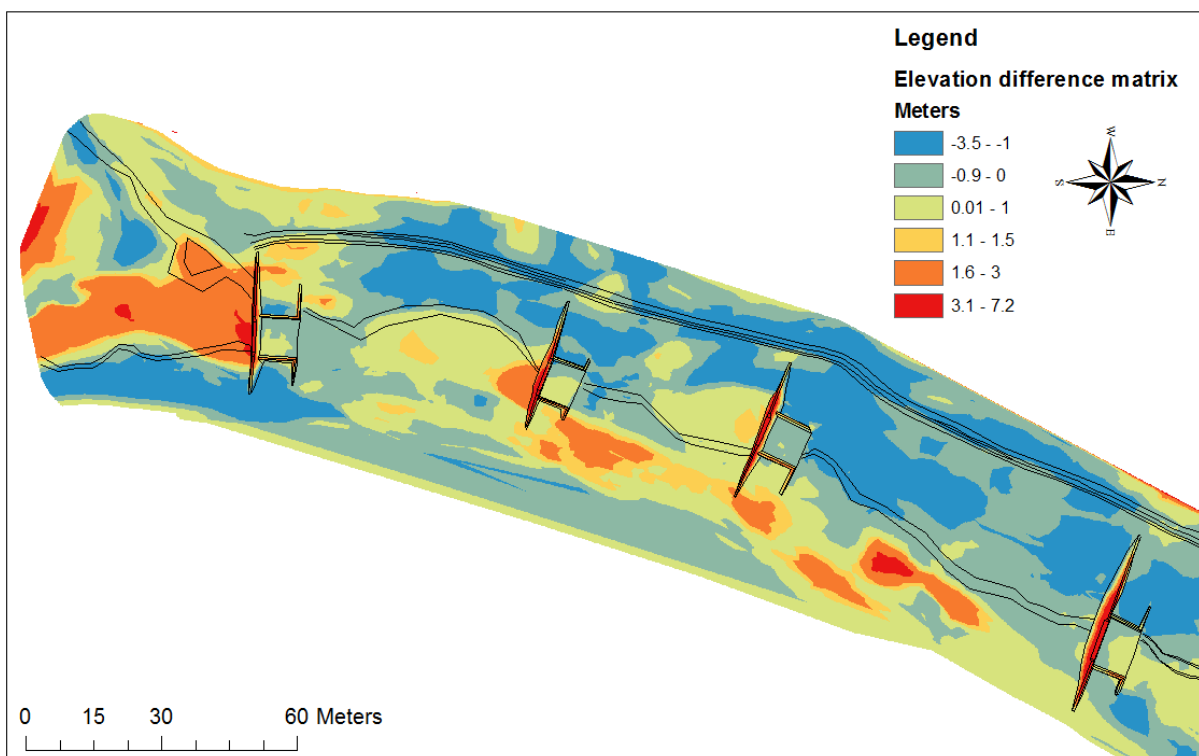 Legend
Elevation difference matrix
Meters
-3.5 - -1
-0.9 - 0
0.01 - 1
1.1 - 1.5
1.6 - 3
3.1 - 7.2
W
S
N
E
0 15 30 60 Meters